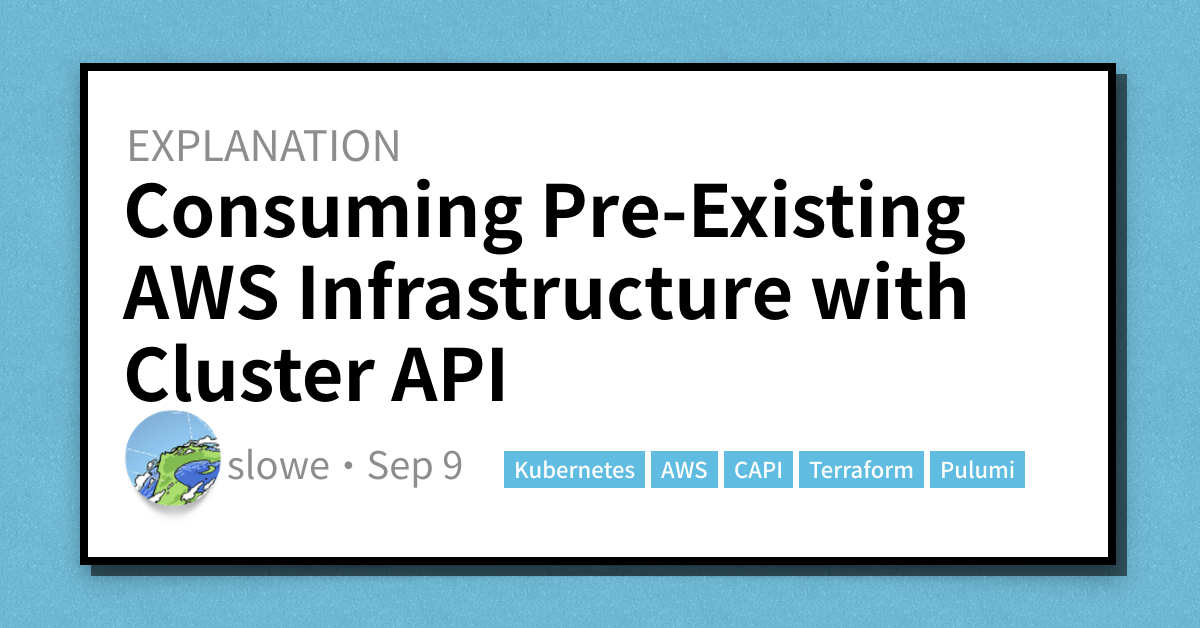 EXPLANATION
Consuming Pre-Existing
AWS Infrastructure with
Cluster API
slowe • Sep 9
Kubernetes AWS CAPI Terraform Pulumi